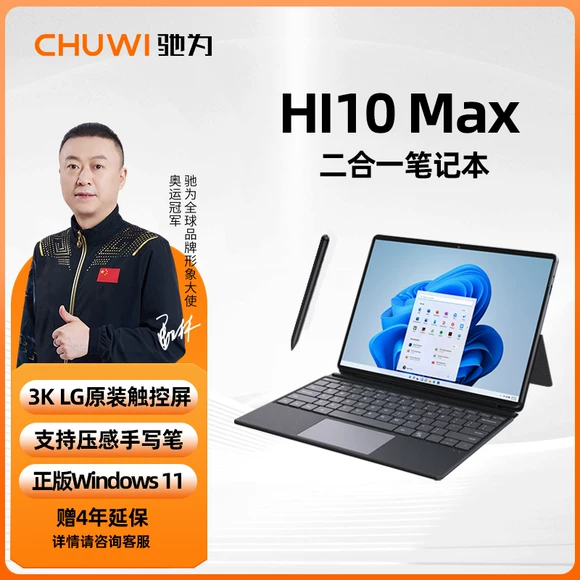 CHUWI 驰为
HI10 Max
二合一笔记本
驰为全球品牌形象大使
奥运冠军
3K LG原装触控屏
支持压感手写笔
正版Windows 11
赠4年延保
详情请咨询客服